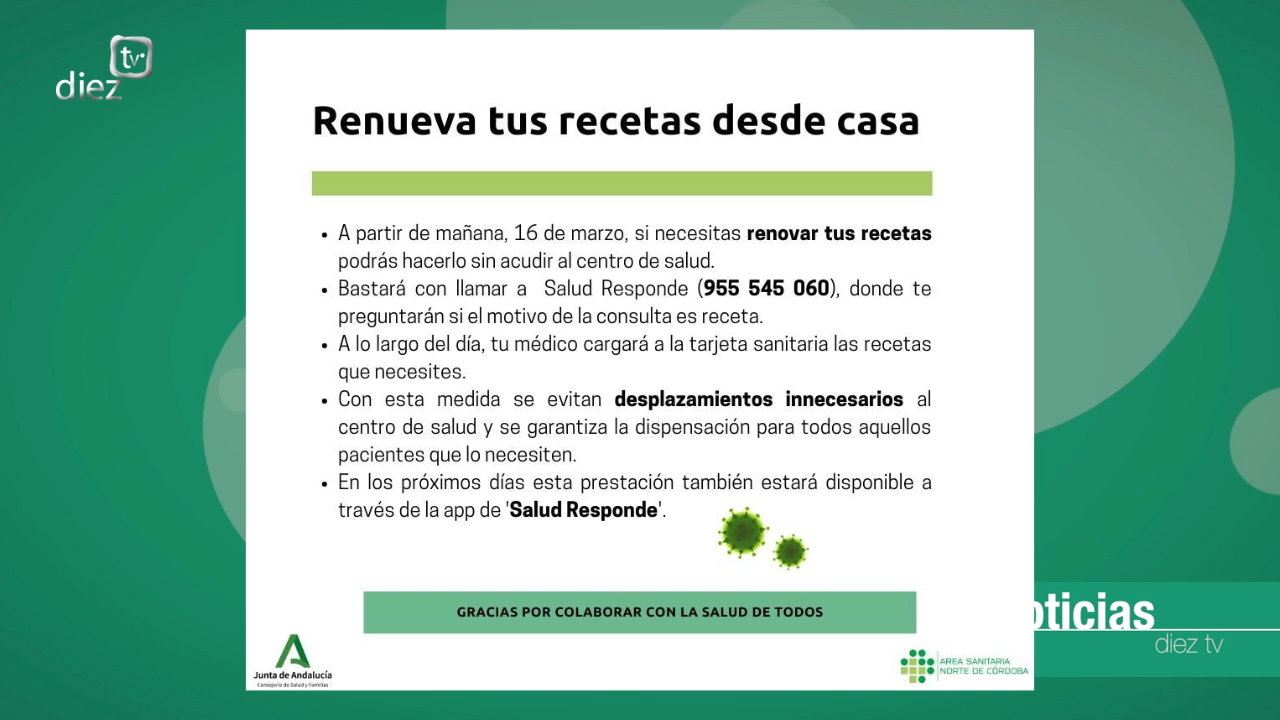 tv
diez
Renueva tus recetas desde casa
• A partir de mañana, 16 de marzo, si necesitas renovar tus recetas
podrás hacerlo sin acudir al centro de salud.
• Bastará con llamar a Salud Responde (955 545 060), donde te
preguntarán si el motivo de la consulta es receta.
• A lo largo del día, tu médico cargará a la tarjeta sanitaria las recetas
que necesites.
• Con esta medida se evitan desplazamientos innecesarios al
centro de salud y se garantiza la dispensación para todos aquellos
pacientes que lo necesiten.
• En los próximos días esta prestación también estará disponible a
través de la app de 'Salud Responde'.
GRACIAS POR COLABORAR CON LA SALUD DE TODOS
oticias
diez tv
Junta de Andalucía
Consejería de Salud y Familias
AREA SANITARIA
NORTE DE CÓRDOBA